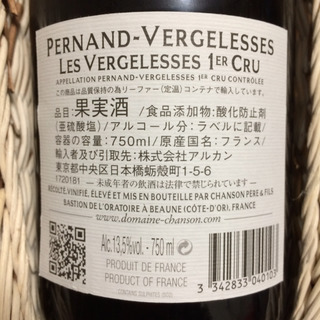 PERNAND-VERGELESSES
LES VERGELESSES 1ER CRU
APPELLATION PERNAND-VERGELESSES 1ER CRU CONTRÔLÉE
この商品は品質保持の為リーファー(定温)コンテナで輸入しています。
品目:果実酒 /食品添加物:酸化防止剤
(亜硫酸塩)/アルコール分:ラベルに記載/
容器の容量:750ml/原産国名:フランス/
輸入者及び引取先:株式会社アルカン
東京都中央区日本橋蛎殻町1-5-6
1720181 ―未成年者の飲酒は法律で禁じられています―
RÉCOLTÉ, VINIFIÉ, ÉLEVÉ ET MIS EN BOUTEILLE PAR CHANSON PÈRE & FILS
BASTION DE L'ORATOIRE À BEAUNE (CÔTE-D'OR), FRANCE
www.domaine-chanson.com
Alc.13,5% vol - 750 ml
PRODUIT DE FRANCE
PRODUCT OF FRANCE
3 342833 040103